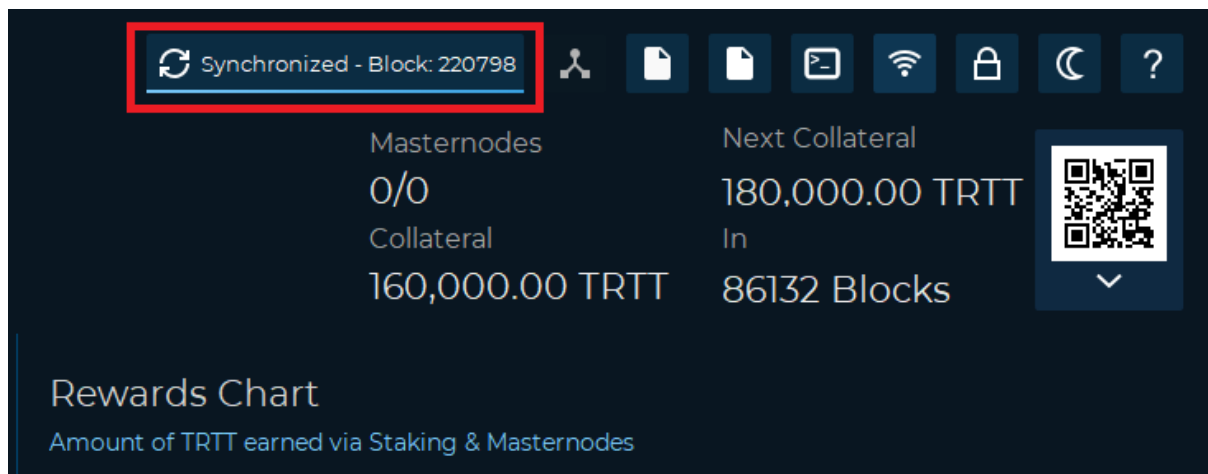 Synchronized - Block: 220798
>_
?
Masternodes
0/0
Collateral
160,000.00 TRTT
Next Collateral
180,000.00 TRTT
In
86132 Blocks
Rewards Chart
Amount of TRTT earned via Staking & Masternodes